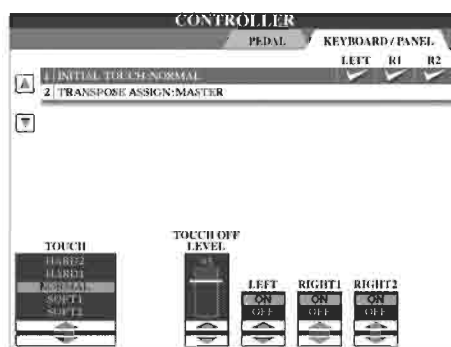 CONTROLLER
PEDAL
KEYBOARD / PANEL
LEFT R1 R2
1 INITIAL TOUCH:NORMAL
2 TRANSPOSE ASSIGN:MASTER
TOUCH
HARD2
HARD1
NORMAL
SOFT1
SOFT2
TOUCH OFF
LEVEL
LEFT RIGHT1 RIGHT2
ON ON ON
OFF OFF OFF